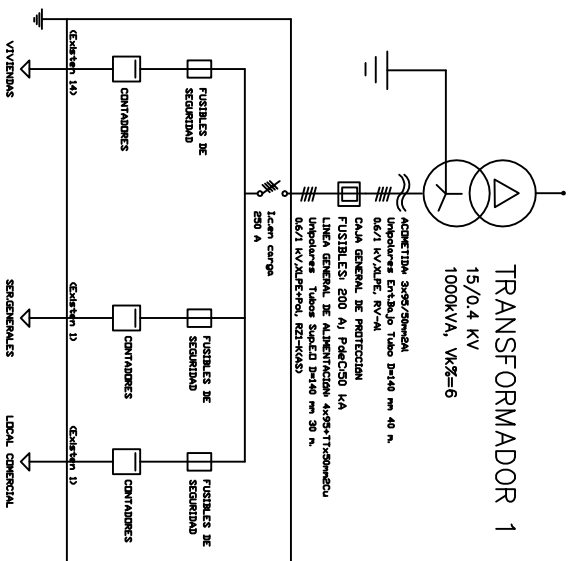 TRANSFORMADOR 1
15/0.4 KV
1000kVA, Vk%=6
ACOMETIDA: 3x95/50mm2Al
Unipolares Ent.Bajo Tubo D=140 mm 40 m.
0.6/1 kV,XLPE, RV-Al
CAJA GENERAL DE PROTECCIÓN
FUSIBLES: 200 A; PdeC:50 kA
LINEA GENERAL DE ALIMENTACIÓN: 4x95+TTx50mm2Cu
Unipolares Tubos Sup.E.O D=140 mm 30 m.
0.6/1 kV,XLPE+Pol, RZ1-K(AS)
I.c.en carga
250 A
FUSIBLES DE
SEGURIDAD
CONTADORES
(Existen 14)
VIVIENDAS
FUSIBLES DE
SEGURIDAD
CONTADORES
(Existen 1)
SER.GENERALES
FUSIBLES DE
SEGURIDAD
CONTADORES
(Existen 1)
LOCAL COMERCIAL